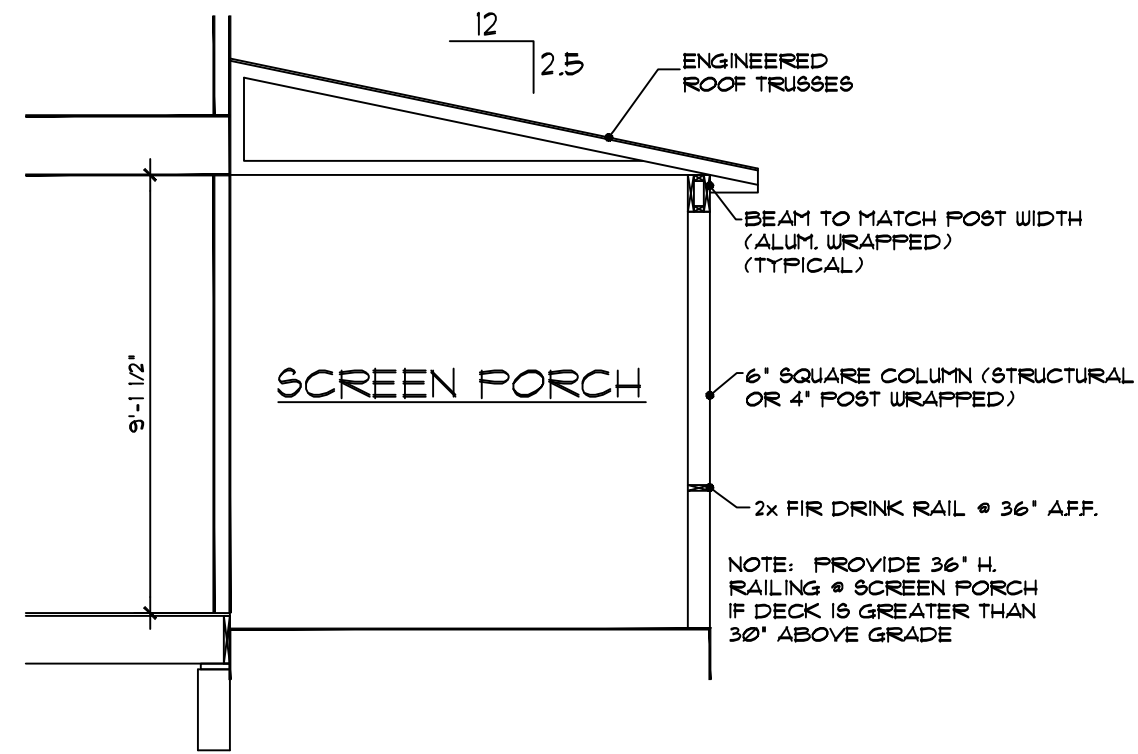 12
2.5
ENGINEERED
ROOF TRUSSES
BEAM TO MATCH POST WIDTH
(ALUM. WRAPPED)
(TYPICAL)
9'-1 1/2"
SCREEN PORCH
6" SQUARE COLUMN (STRUCTURAL
OR 4" POST WRAPPED)
2x FIR DRINK RAIL @ 36" A.F.F.
NOTE: PROVIDE 36" H.
RAILING @ SCREEN PORCH
IF DECK IS GREATER THAN
30" ABOVE GRADE